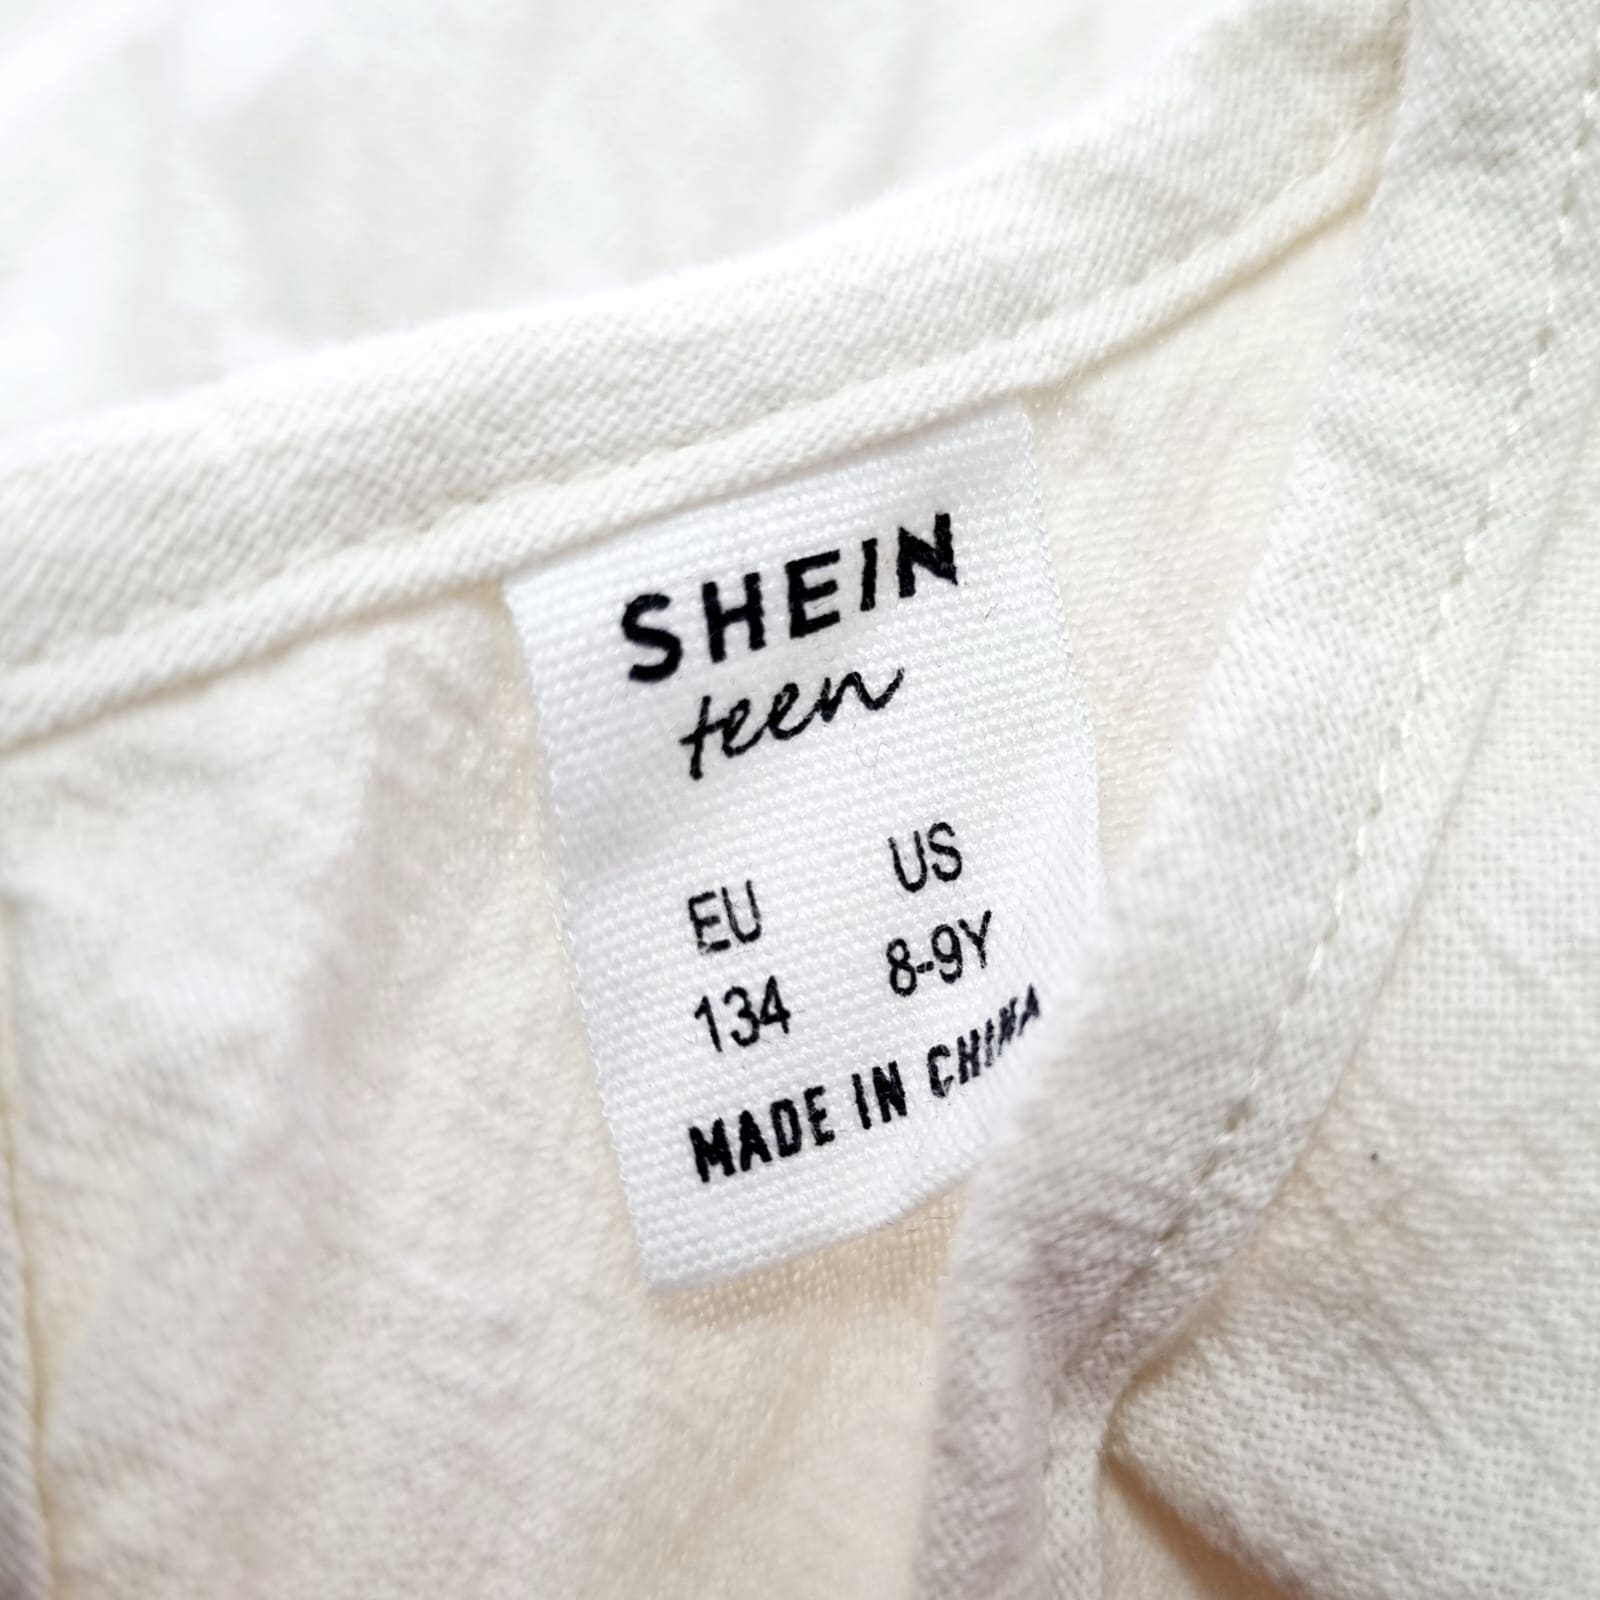 SHEIN
teen
EU US
134 8-9Y
MADE IN CHINA